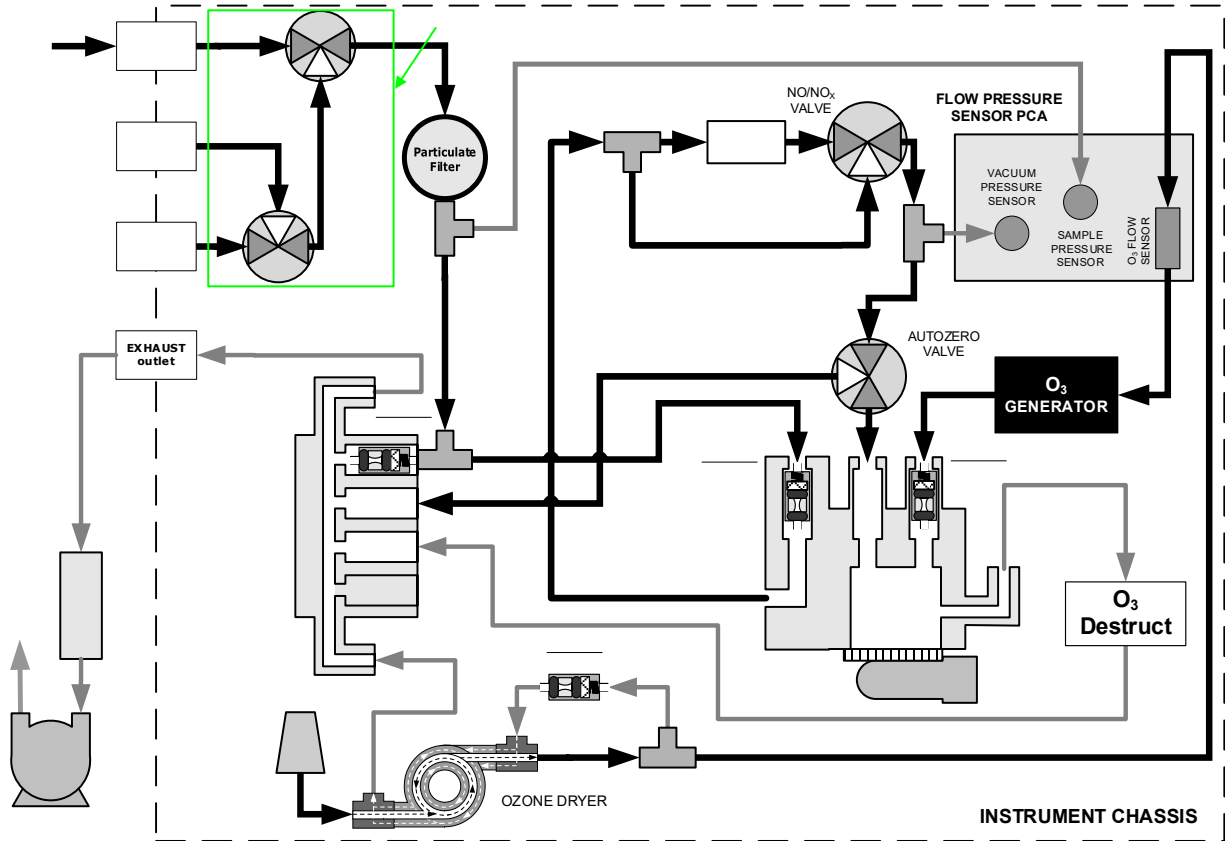 NO/NOX
VALVE
FLOW PRESSURE
SENSOR PCA
Particulate
Filter
VACUUM
PRESSURE
SENSOR
SAMPLE
PRESSURE
SENSOR
O3 FLOW
SENSOR
EXHAUST
outlet
AUTOZERO
VALVE
O3
GENERATOR
O3
Destruct
OZONE DRYER
INSTRUMENT CHASSIS